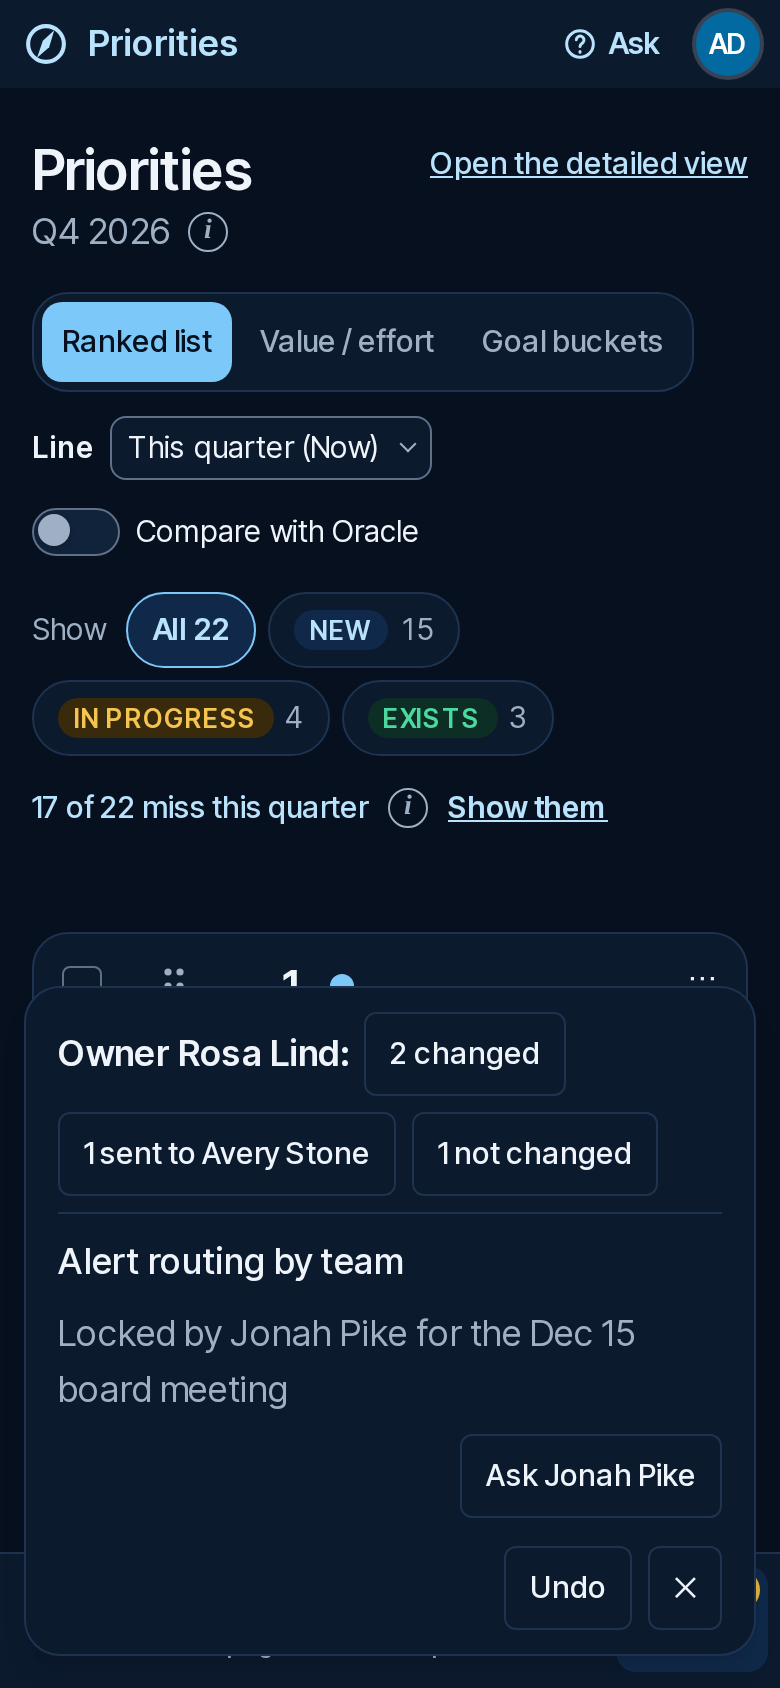 Priorities
Ask
AD
Priorities
Open the detailed view
Q4 2026 i
Ranked list
Value / effort
Goal buckets
Line
This quarter (Now)
Compare with Oracle
Show
All 22
NEW 15
IN PROGRESS 4
EXISTS 3
17 of 22 miss this quarter i Show them
1
Owner Rosa Lind:
2 changed
1 sent to Avery Stone
1 not changed
Alert routing by team
Locked by Jonah Pike for the Dec 15
board meeting
Ask Jonah Pike
Undo